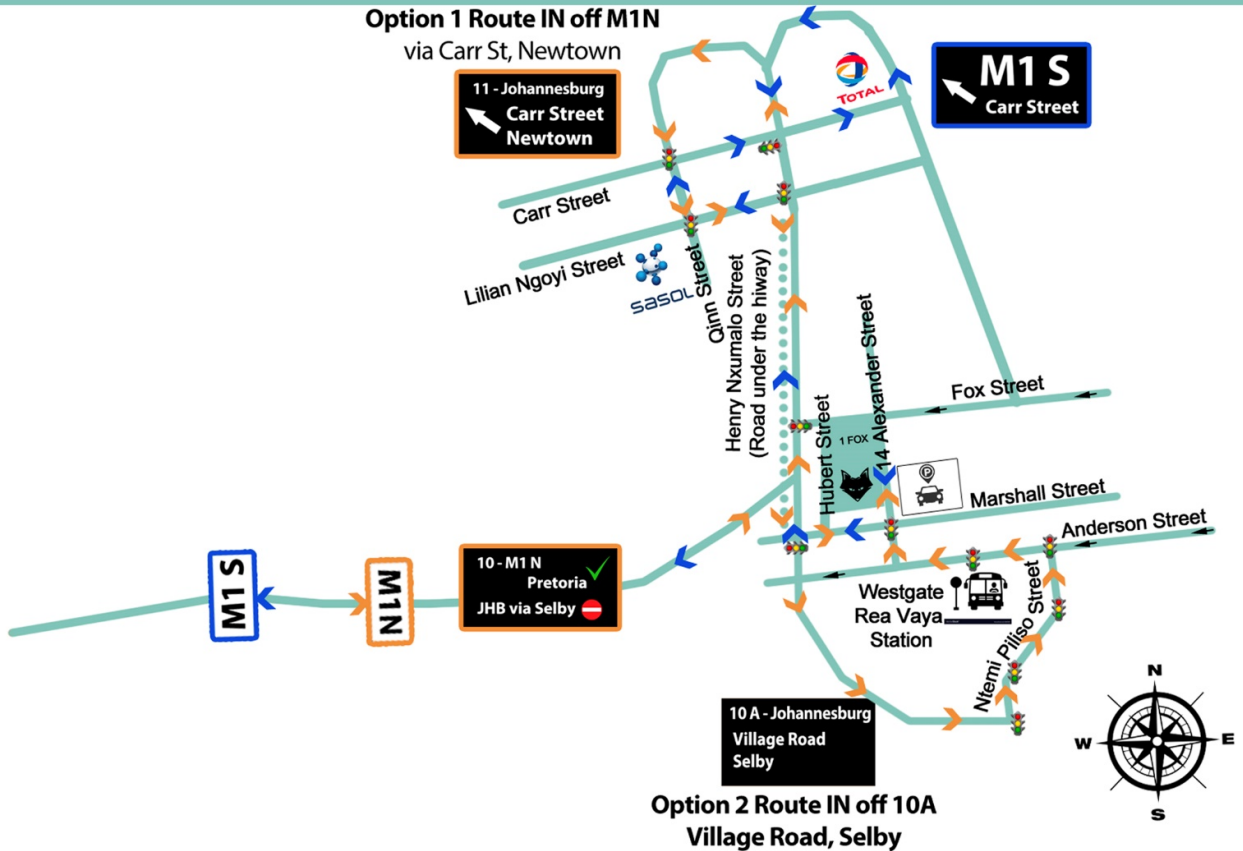 Option 1 Route IN off M1N
via Carr St, Newtown
11 - Johannesburg
Carr Street
Newtown
TOTAL
M1 S
Carr Street
Carr Street
Lilian Ngoyi Street
sasol
Qinn Street
Henry Nxumalo Street
(Road under the hiway)
14 Alexander Street
Fox Street
Hubert Street
1 FOX
P
Marshall Street
Anderson Street
M1 S
M1N
10 - M1 N
Pretoria
JHB via Selby
Westgate
Rea Vaya
Station
Ntemi Piliso Street
10 A - Johannesburg
Village Road
Selby
Option 2 Route IN off 10A
Village Road, Selby
N
W
E
S